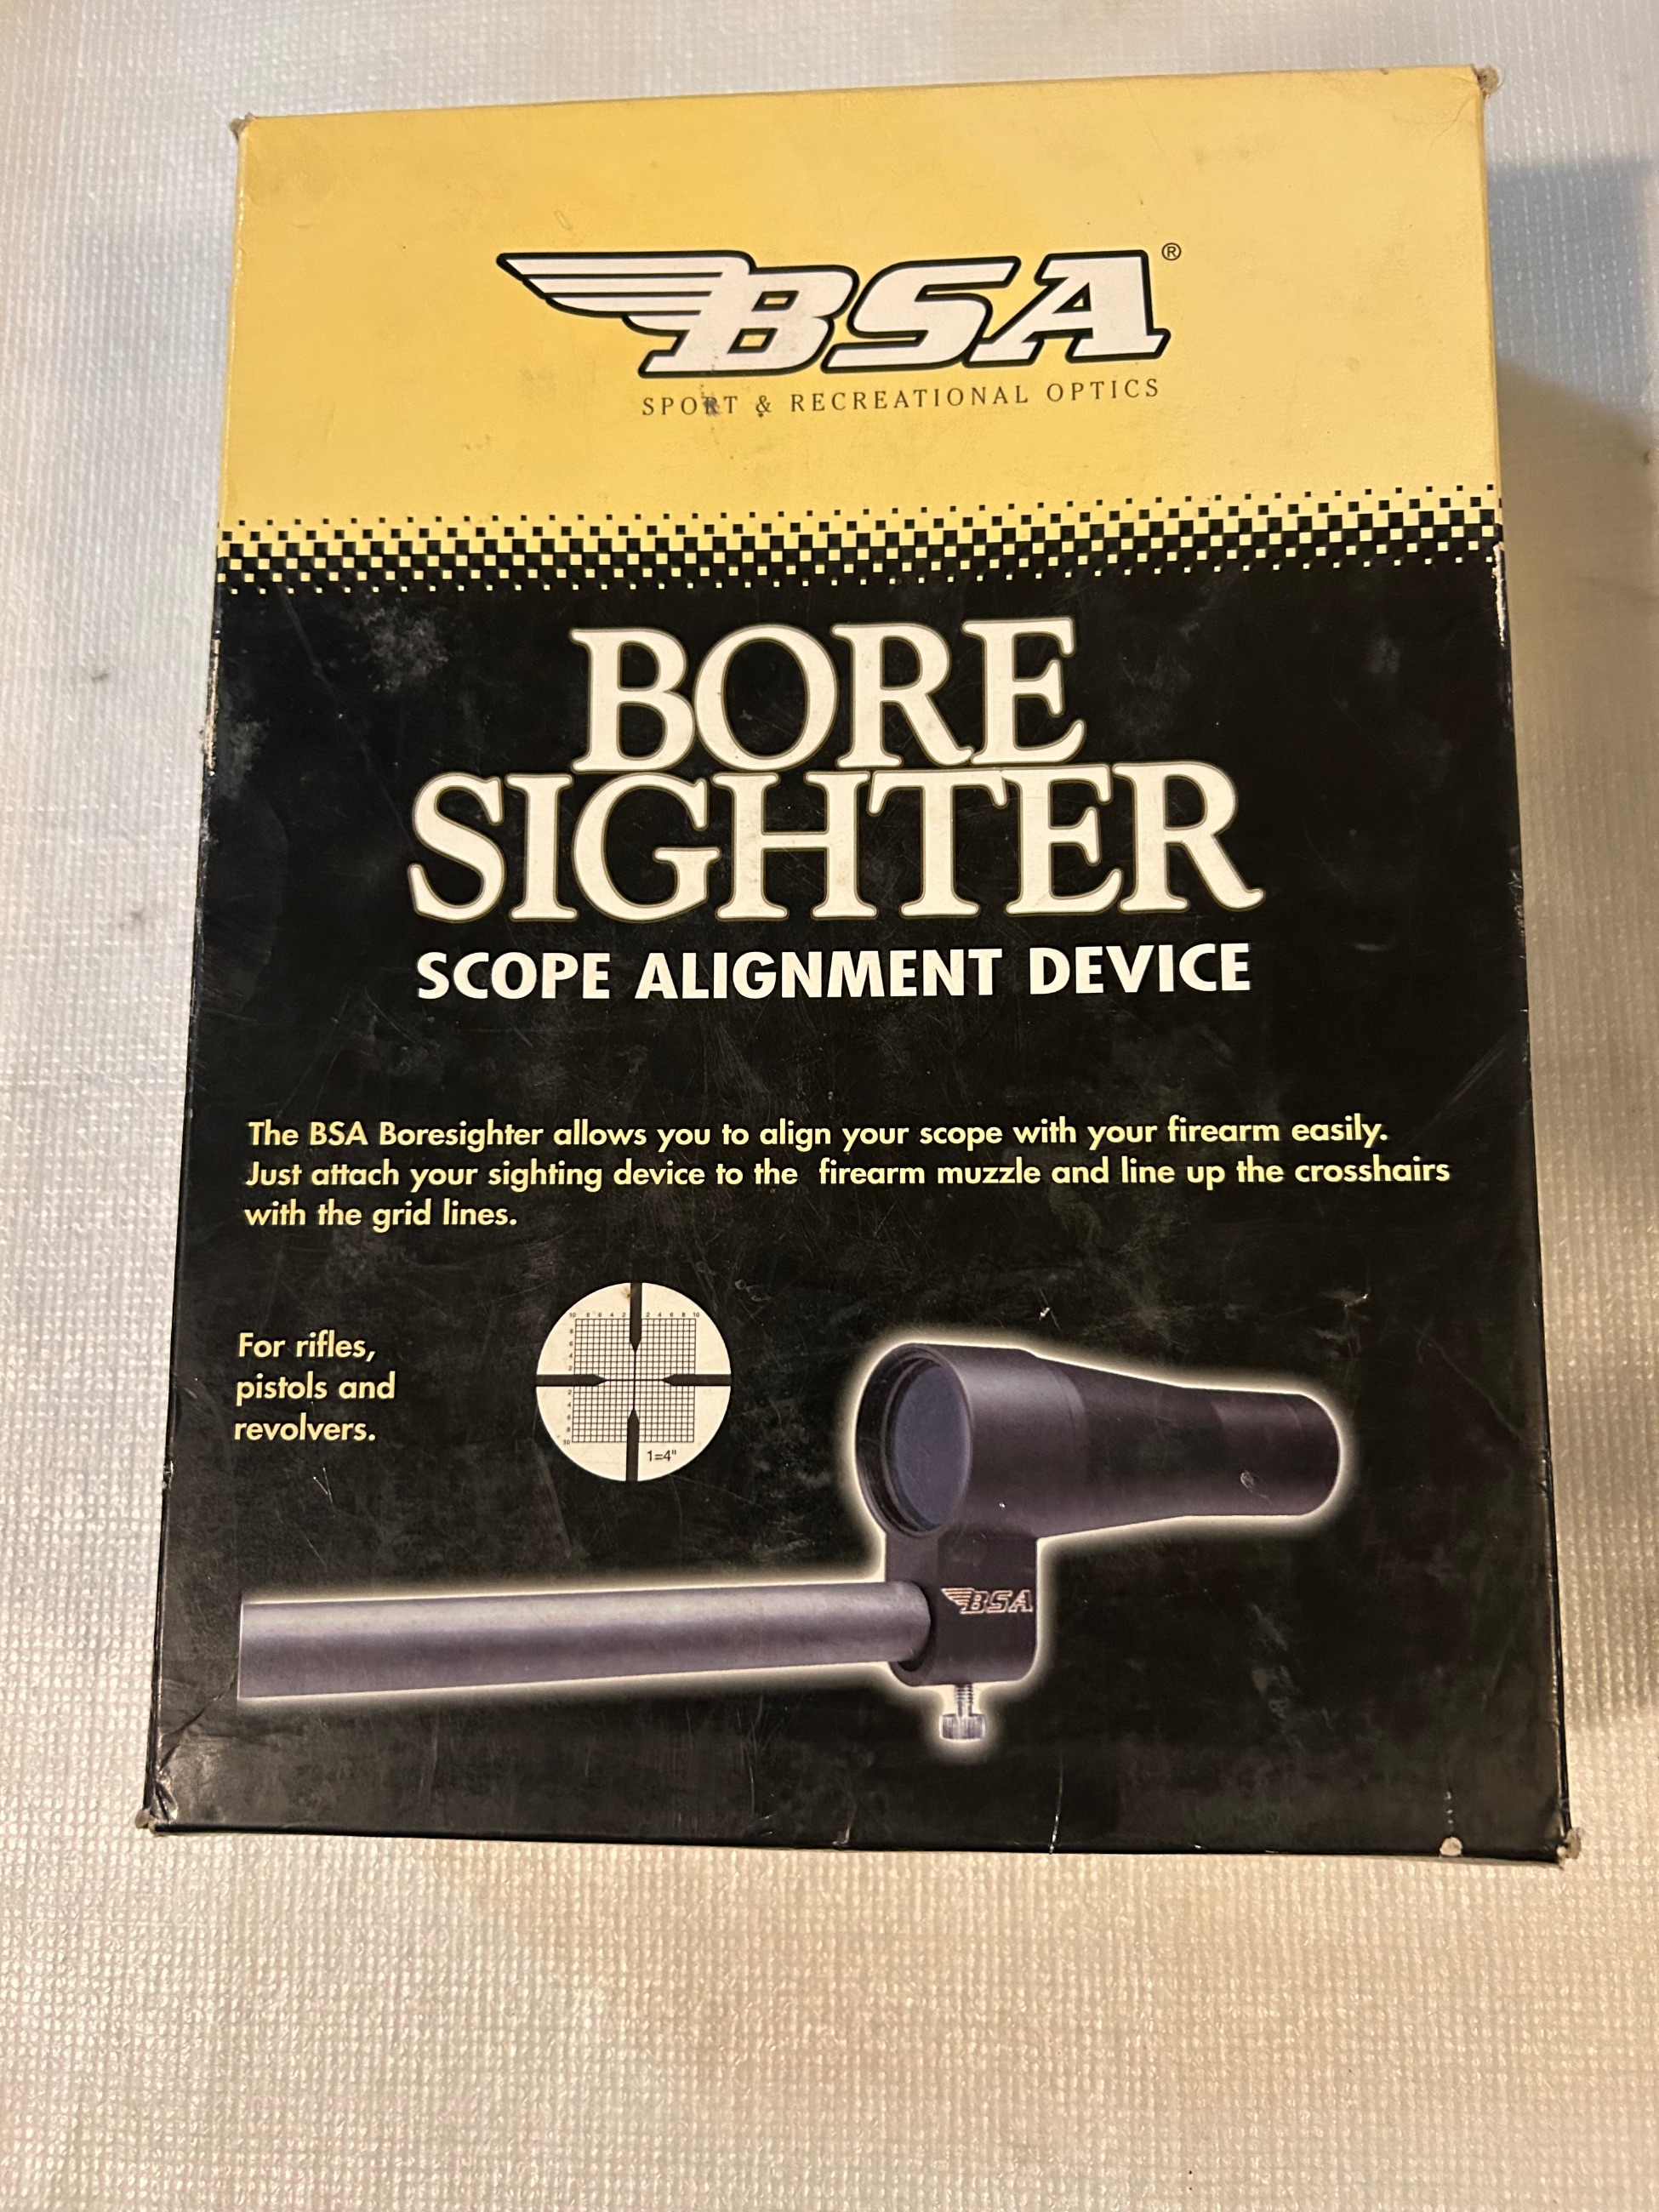 BSA®
SPORT & RECREATIONAL OPTICS
BORE
SIGHTER
SCOPE ALIGNMENT DEVICE
The BSA Boresighter allows you to align your scope with your firearm easily.
Just attach your sighting device to the firearm muzzle and line up the crosshairs
with the grid lines.
For rifles,
pistols and
revolvers.
1=4"
BSA